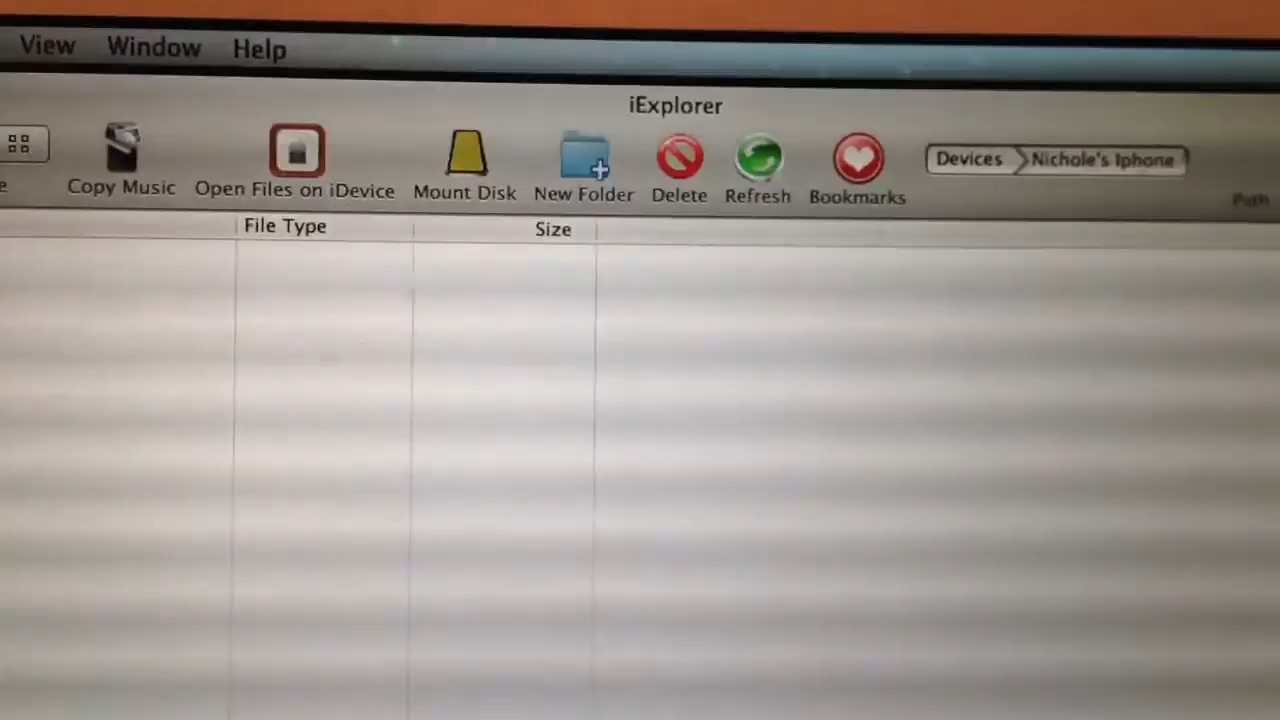 View Window Help
iExplorer
Copy Music Open Files on iDevice Mount Disk New Folder Delete Refresh Bookmarks
Devices Nichole's Iphone
Path
File Type Size